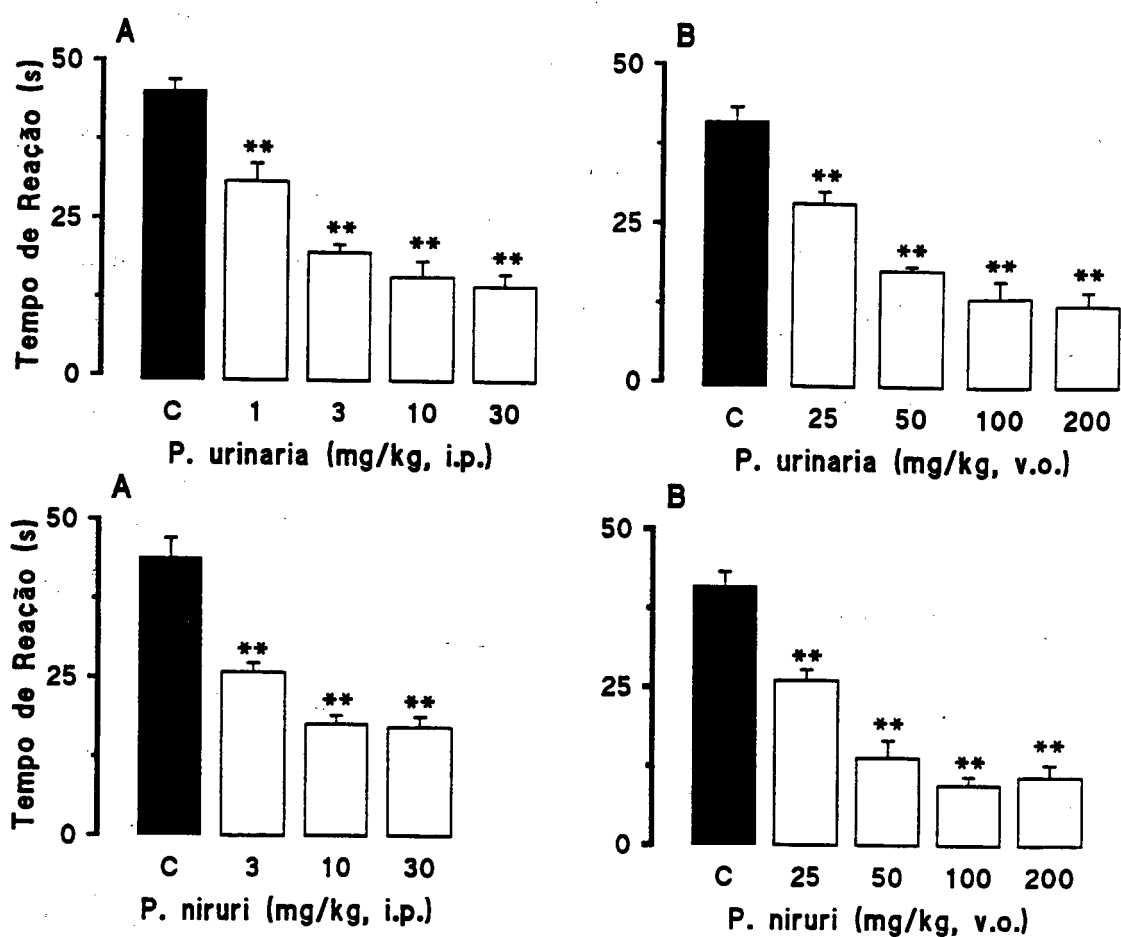 A
50
25
0
Tempo de Reação (s)
**
**
**
**
C 1 3 10 30
P. urinaria (mg/kg, i.p.)
B
50
25
0
**
**
**
**
C 25 50 100 200
P. urinaria (mg/kg, v.o.)
A
50
25
0
Tempo de Reação (s)
**
**
**
C 3 10 30
P. niruri (mg/kg, i.p.)
B
50
25
0
**
**
**
**
C 25 50 100 200
P. niruri (mg/kg, v.o.)